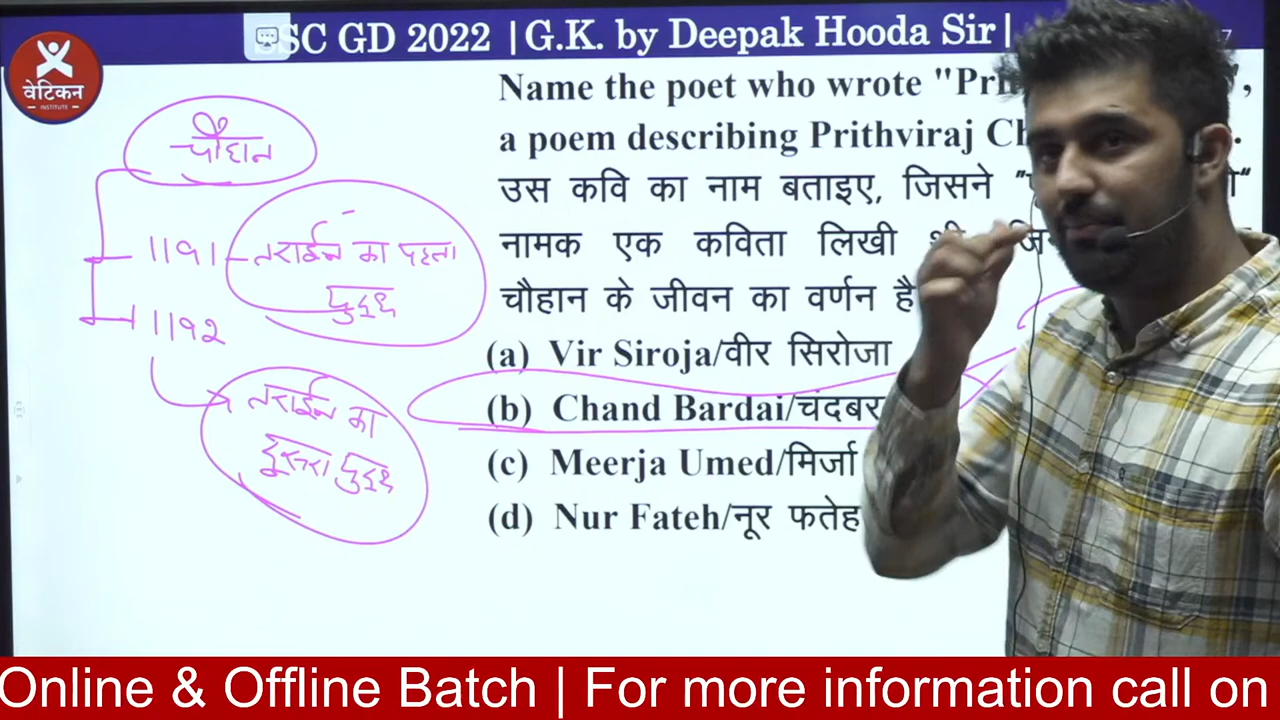 SSC GD 2022 | G.K. by Deepak Hooda Sir|
वेटिकन
INSTITUTE
Name the poet who wrote "Pri
a poem describing Prithviraj Ch
उस कवि का नाम बताइए, जिसने
नामक एक कविता लिखी थी
चौहान के जीवन का वर्णन है
(a) Vir Siroja/वीर सिरोजा
(b) Chand Bardai/चंदबर
(c) Meerja Umed/मिर्जा
(d) Nur Fateh/नूर फतेह
चौहान
1191 - तराईन का पहला
युद्ध
1192
तराईन का
दूसरा युद्ध
Online & Offline Batch | For more information call on